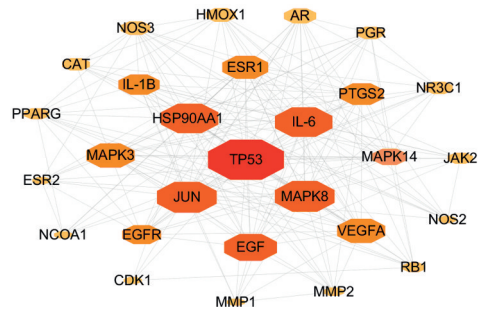 HMOX1
AR
NOS3
PGR
CAT
ESR1
IL-1B
PTGS2
NR3C1
PPARG
HSP90AA1
IL-6
MAPK3
TP53
MAPK14
JAK2
ESR2
JUN
MAPK8
NOS2
NCOA1
EGFR
VEGFA
EGF
RB1
CDK1
MMP1
MMP2